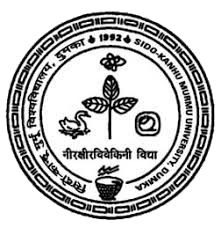 सिदो-कान्हू मुर्मू विश्वविद्यालय, दुमका
1992
SIDO-KANHU MURMU UNIVERSITY, DUMKA
नीरक्षीरविवेकिनी विद्या